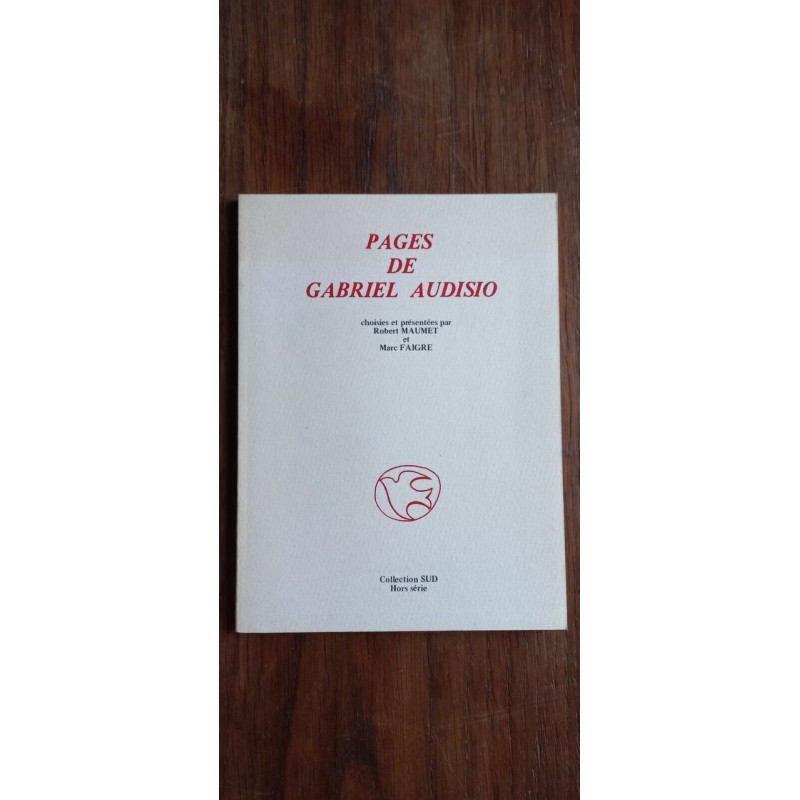 PAGES
DE
GABRIEL AUDISIO
choisies et présentées par
Robert MAUMET
et
Marc FAIGRE
Collection SUD
Hors série